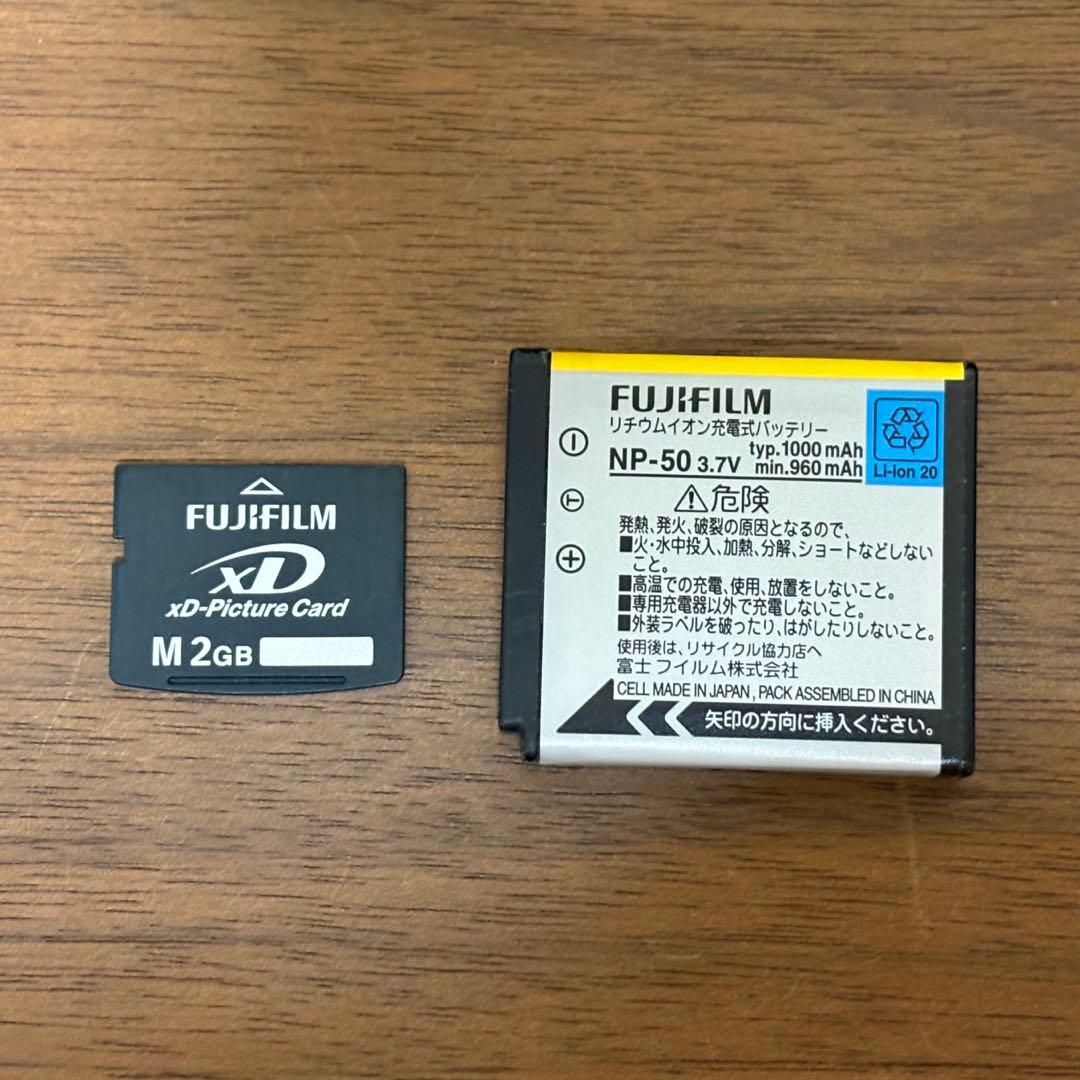 FUJIFILM
xD
xD-Picture Card
M 2GB
FUJIFILM
リチウムイオン充電式バッテリー
NP-50 3.7V typ.1000 mAh
min.960 mAh
Li-ion 20
⚠危険
発熱、発火、破裂の原因となるので、
■火・水中投入、加熱、分解、ショートなどしない
こと。
■高温での充電、使用、放置をしないこと。
■専用充電器以外で充電しないこと。
■外装ラベルを破ったり、はがしたりしないこと。
使用後は、リサイクル協力店へ
富士フイルム株式会社
CELL MADE IN JAPAN, PACK ASSEMBLED IN CHINA
矢印の方向に挿入ください。